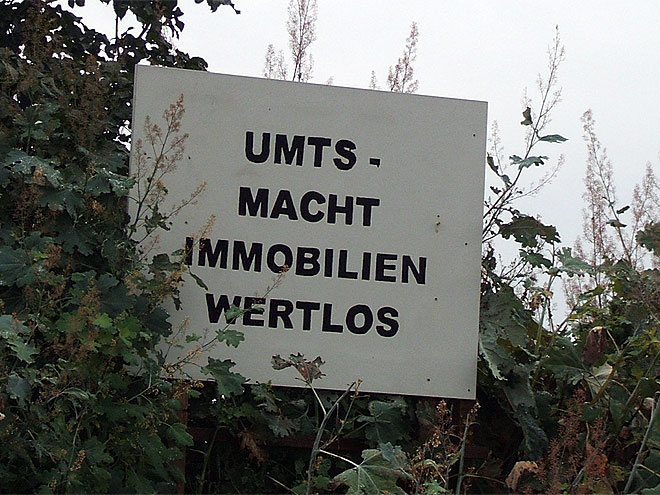 UMTS -
MACHT
IMMOBILIEN
WERTLOS